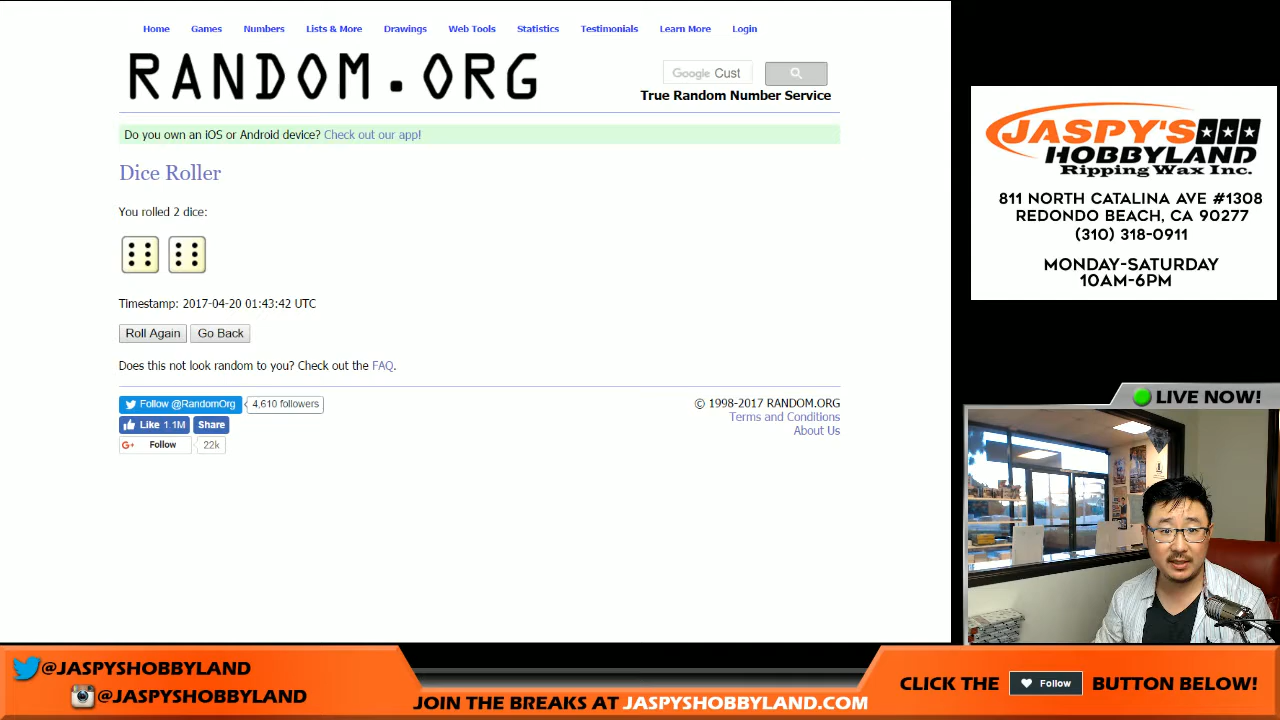 Home Games Numbers Lists & More Drawings Web Tools Statistics Testimonials Learn More Login
RANDOM.ORG
Google Cust
True Random Number Service
Do you own an iOS or Android device? Check out our app!
Dice Roller
You rolled 2 dice:
Timestamp: 2017-04-20 01:43:42 UTC
Roll Again Go Back
Does this not look random to you? Check out the FAQ.
Follow @RandomOrg 4,610 followers
Like 1.1M Share
G+ Follow 22k
© 1998-2017 RANDOM.ORG
Terms and Conditions
About Us
JASPY'S
HOBBYLAND
Ripping Wax Inc.
811 NORTH CATALINA AVE #1308
REDONDO BEACH, CA 90277
(310) 318-0911
MONDAY-SATURDAY
10AM-6PM
LIVE NOW!
@JASPYSHOBBYLAND
@JASPYSHOBBYLAND
JOIN THE BREAKS AT JASPYSHOBBYLAND.COM
CLICK THE Follow BUTTON BELOW!